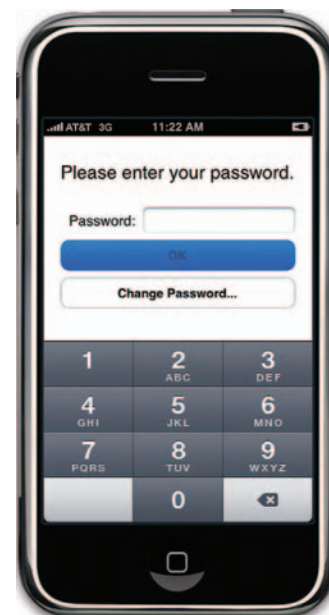 AT&T 3G 11:22 AM
Please enter your password.
Password:
OK
Change Password...
1 2 3
ABC DEF
4 5 6
GHI JKL MNO
7 8 9
PQRS TUV WXYZ
0